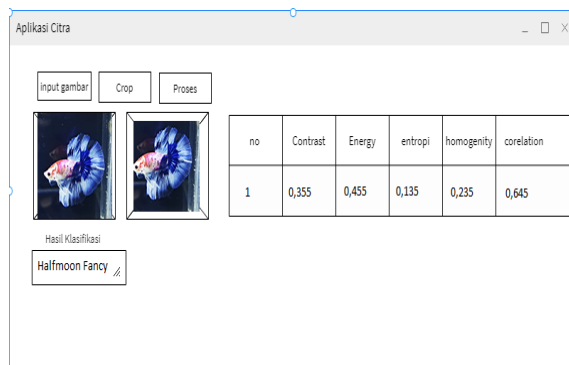 Aplikasi Citra
input gambar Crop Proses
no Contrast Energy entropi homogenity corelation
1 0,355 0,455 0,135 0,235 0,645
Hasil Klasifikasi
Halfmoon Fancy